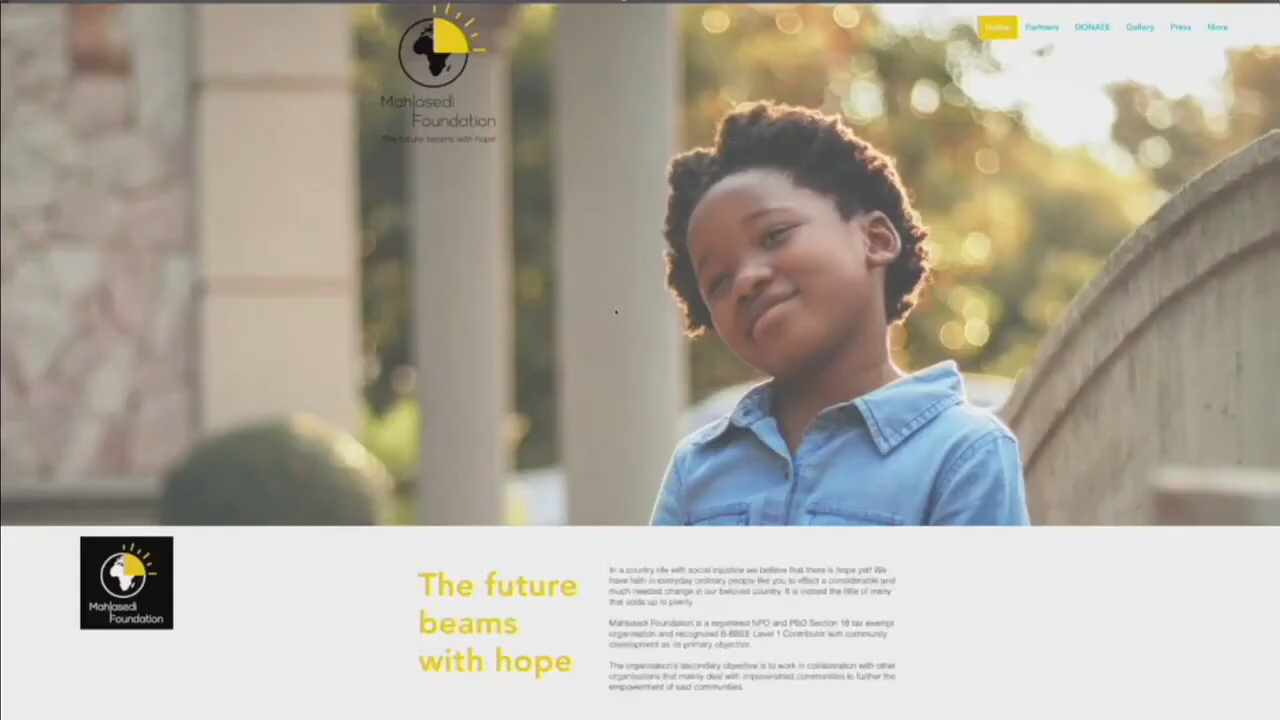 Mahlasedi
Foundation
The future beams with hope
Home Partners DONATE Gallery Press More
Mahlasedi
Foundation
The future
beams
with hope
In a country rife with social injustice we believe that there is hope yet! We
have faith in everyday ordinary people like you to effect a considerable and
much needed change in our beloved country. It is indeed the little of many
that adds up to plenty.
Mahlasedi Foundation is a registered NPO and PBO Section 18 tax exempt
organisation and recognised B-BBEE Level 1 Contributor with community
development as its primary objective.
The organisation's secondary objective is to work in collaboration with other
organisations that mainly deal with impoverished communities to further the
empowerment of said communities.